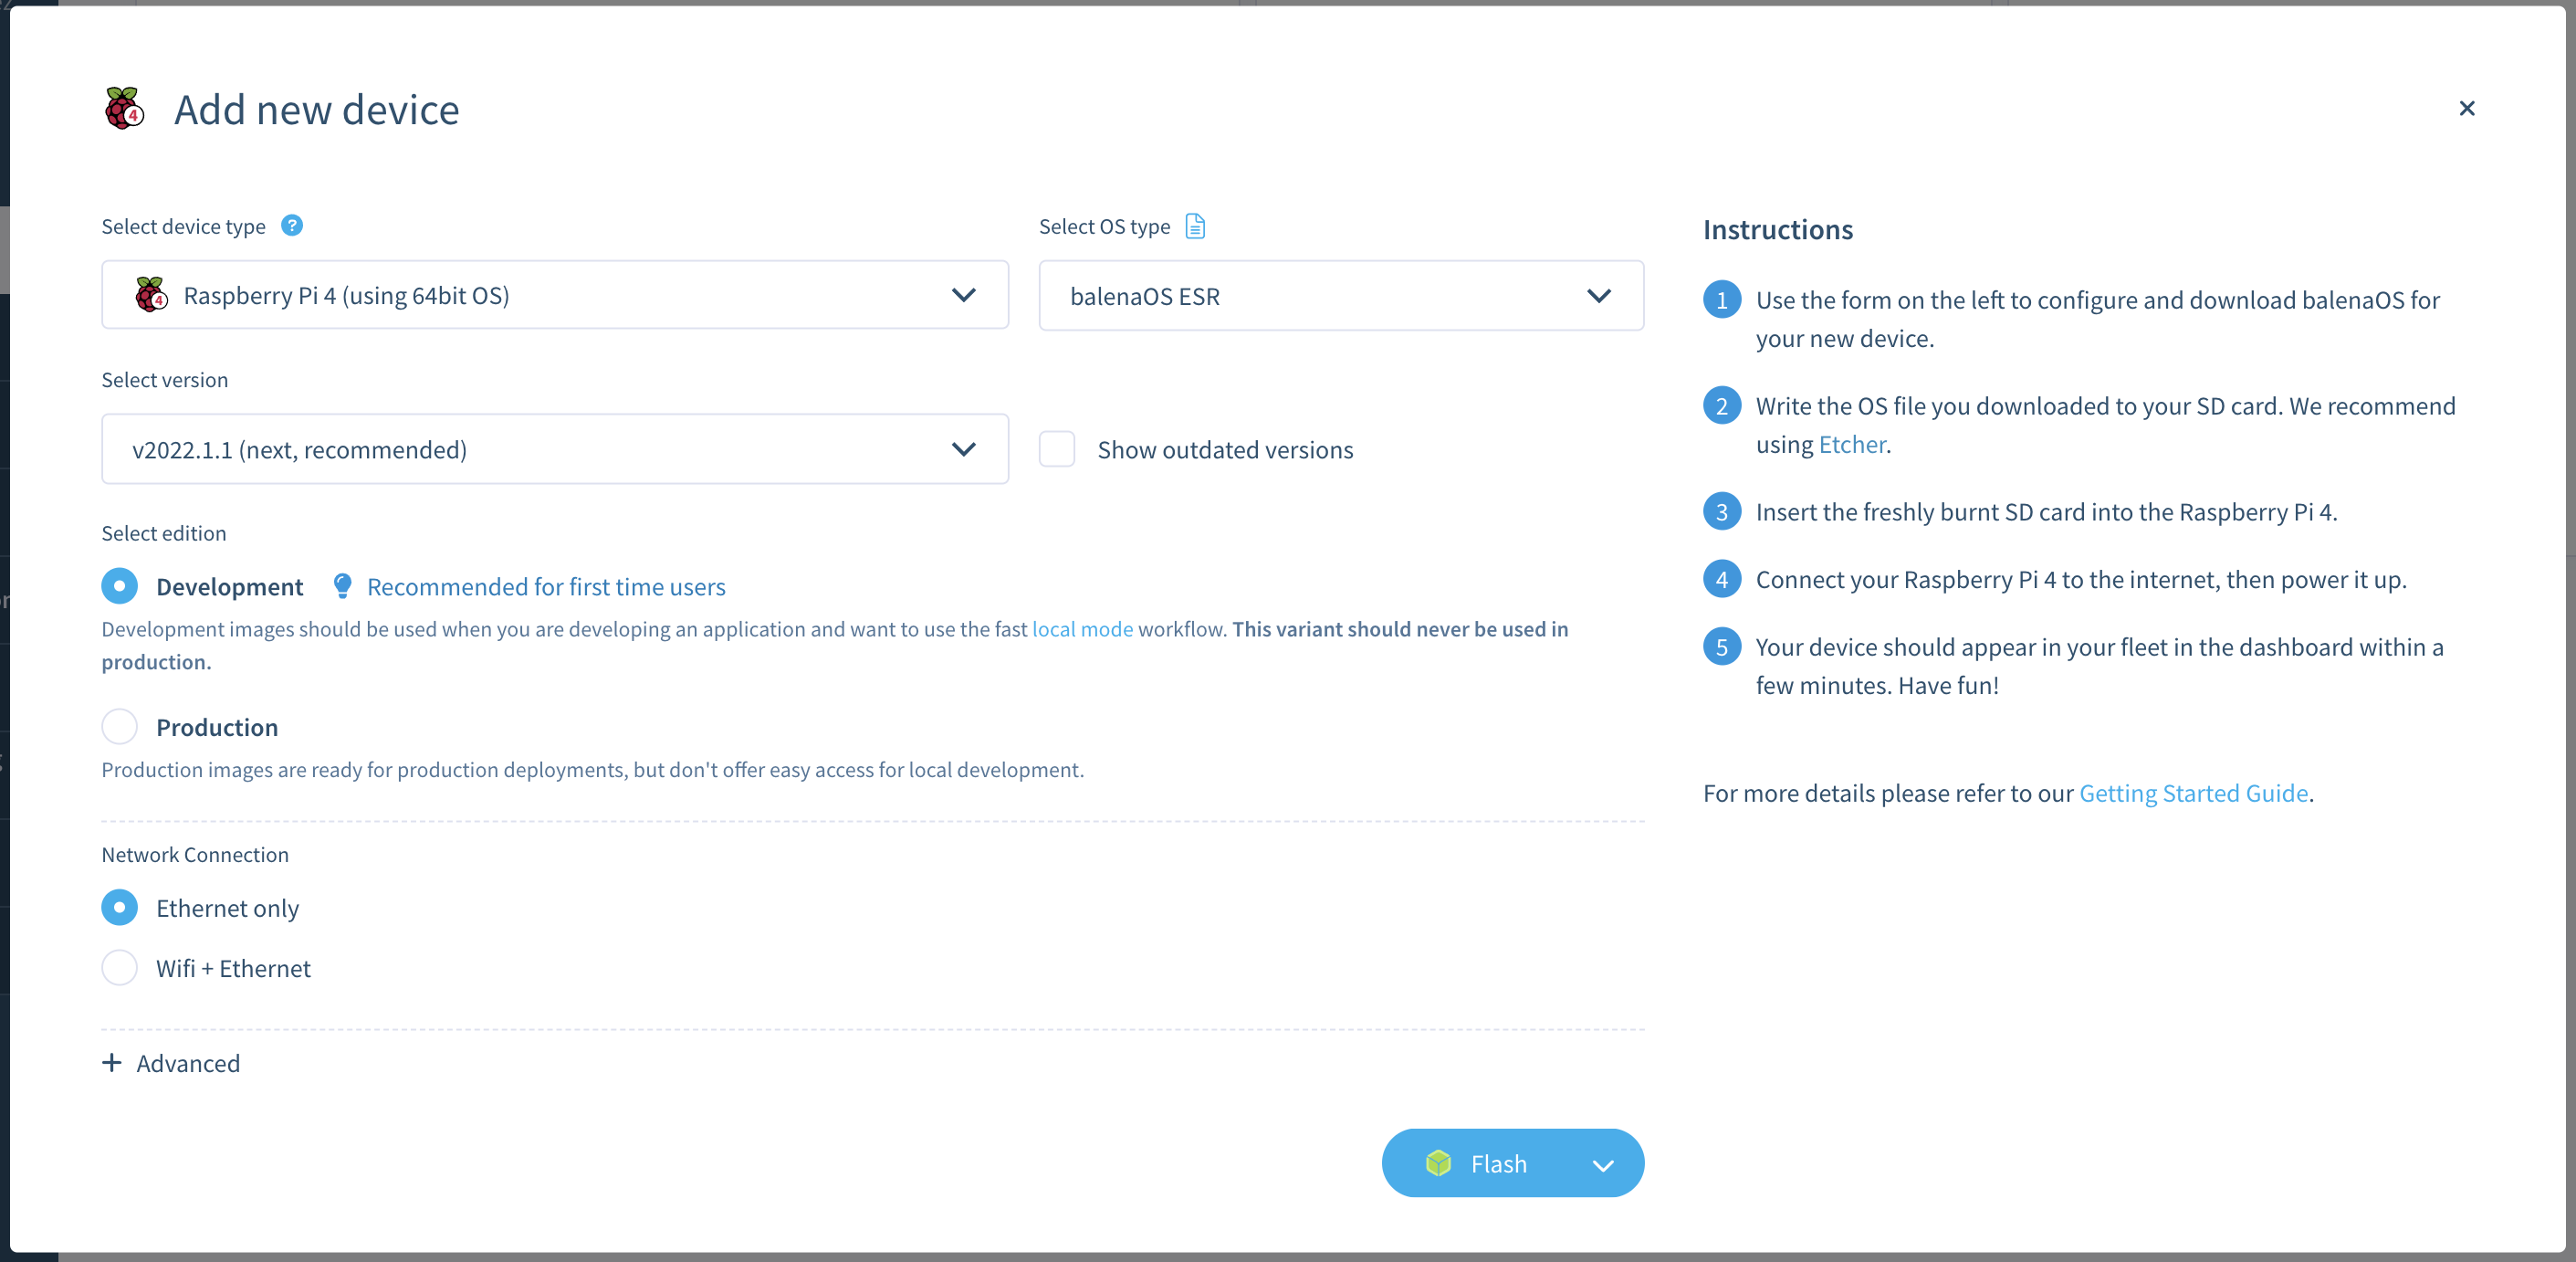 Add new device
Select device type
Select OS type
Raspberry Pi 4 (using 64bit OS)
balenaOS ESR
Select version
v2022.1.1 (next, recommended)
Show outdated versions
Select edition
Development
Recommended for first time users
Development images should be used when you are developing an application and want to use the fast local mode workflow. This variant should never be used in
production.
Production
Production images are ready for production deployments, but don't offer easy access for local development.
Network Connection
Ethernet only
Wifi + Ethernet
+ Advanced
Flash
Instructions
1 Use the form on the left to configure and download balenaOS for
your new device.
2 Write the OS file you downloaded to your SD card. We recommend
using Etcher.
3 Insert the freshly burnt SD card into the Raspberry Pi 4.
4 Connect your Raspberry Pi 4 to the internet, then power it up.
5 Your device should appear in your fleet in the dashboard within a
few minutes. Have fun!
For more details please refer to our Getting Started Guide.